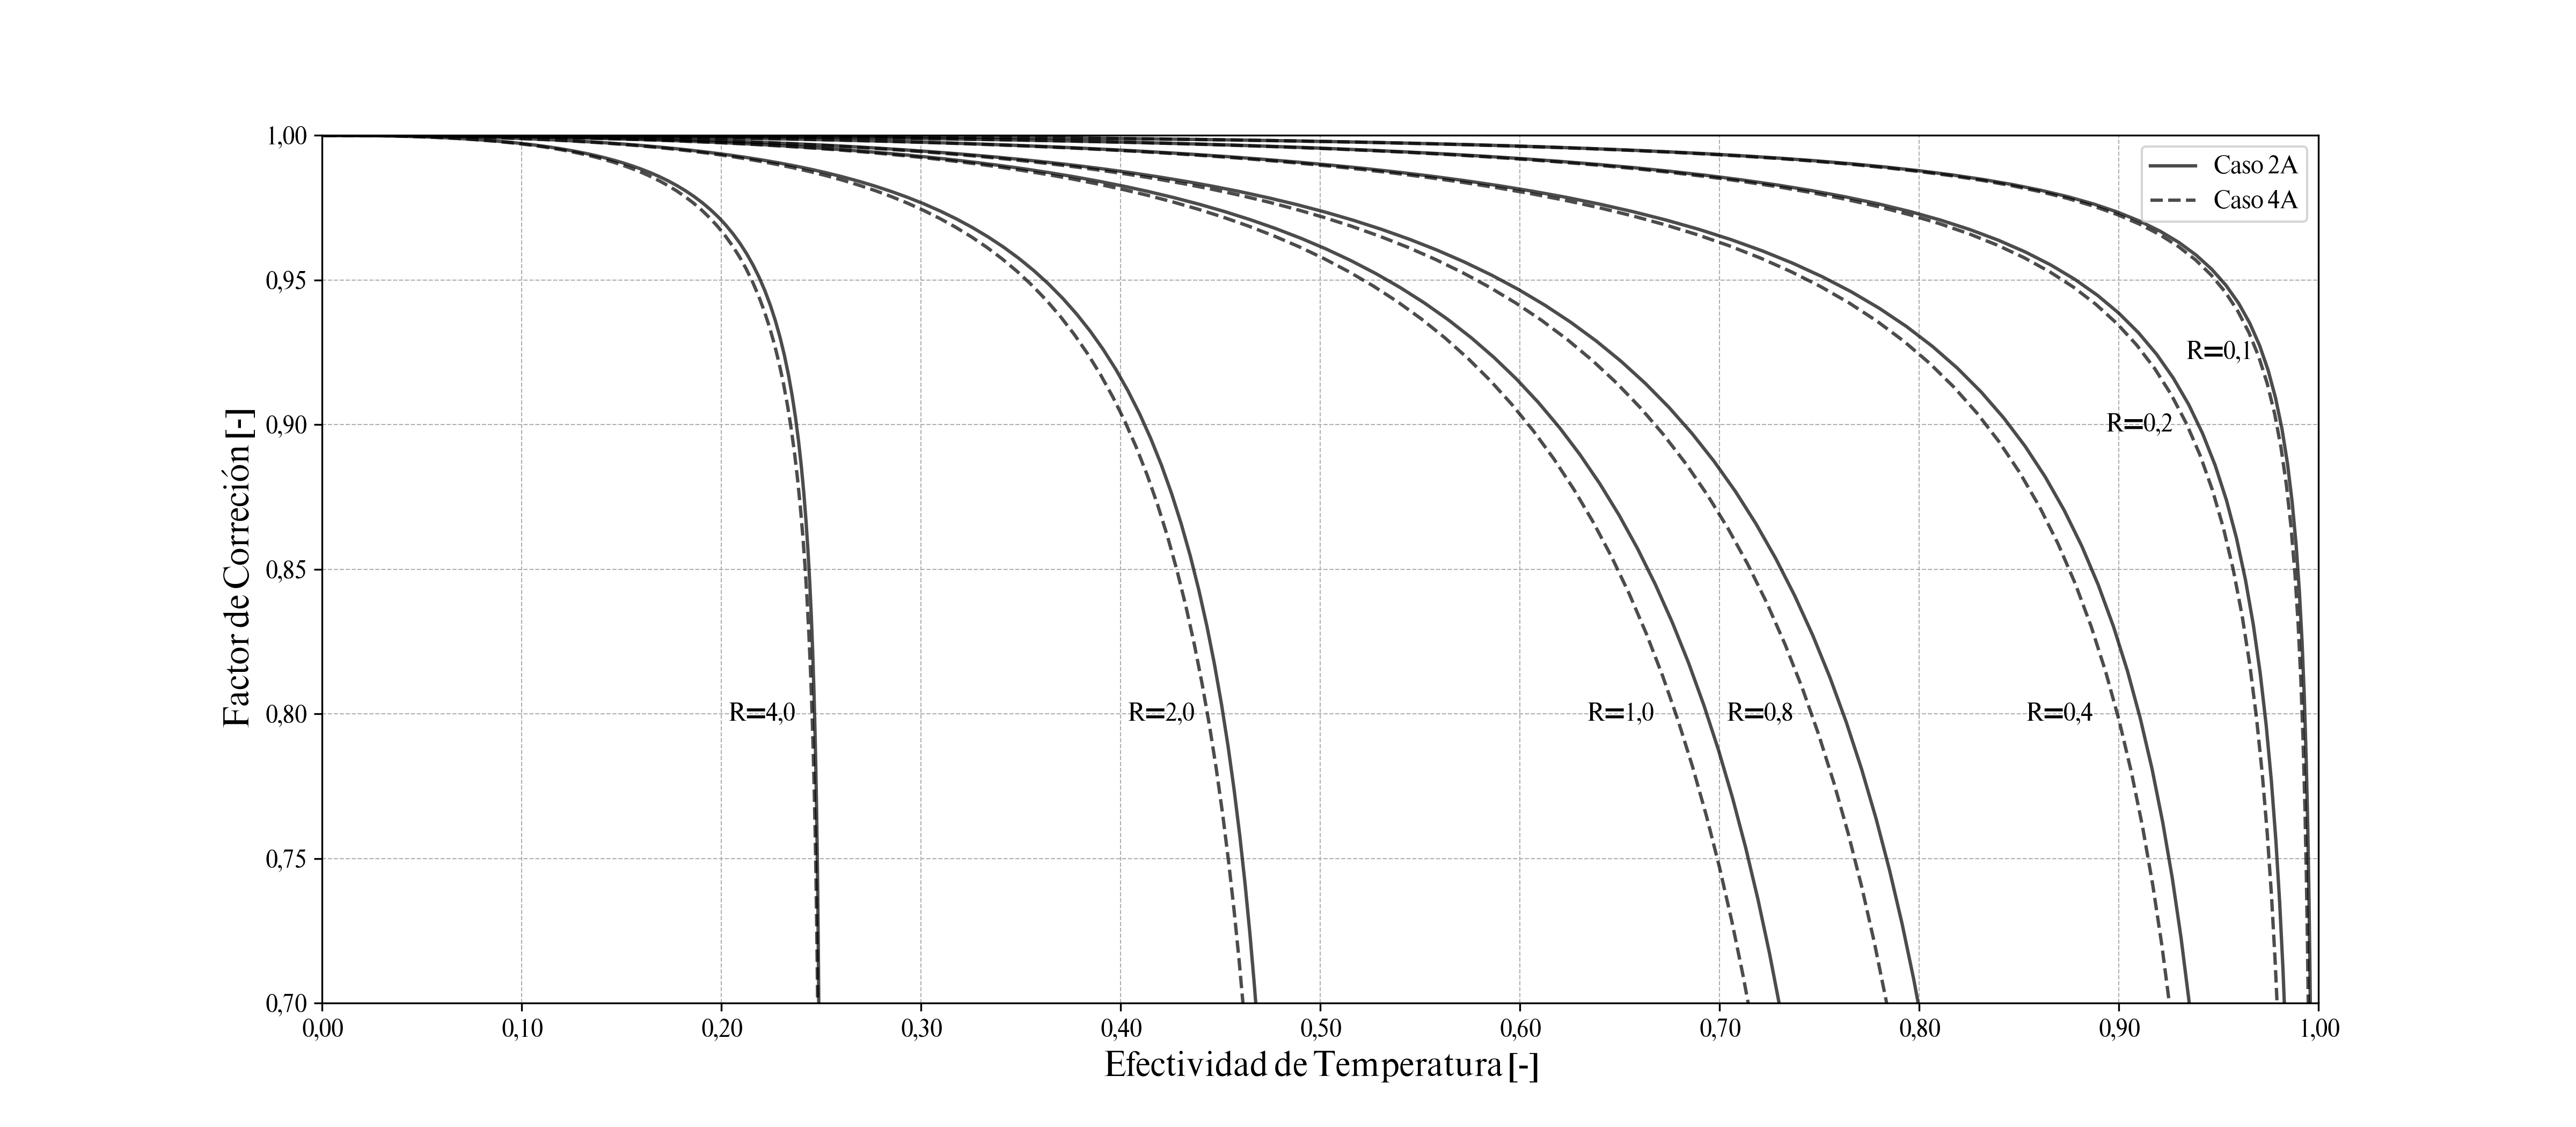 1,00
0,95
0,90
0,85
0,80
0,75
0,70
Factor de Correción [-]
Caso 2A
Caso 4A
R=0,1
R=0,2
R=4,0
R=2,0
R=1,0
R=0,8
R=0,4
0,00
0,10
0,20
0,30
0,40
0,50
0,60
0,70
0,80
0,90
1,00
Efectividad de Temperatura [-]